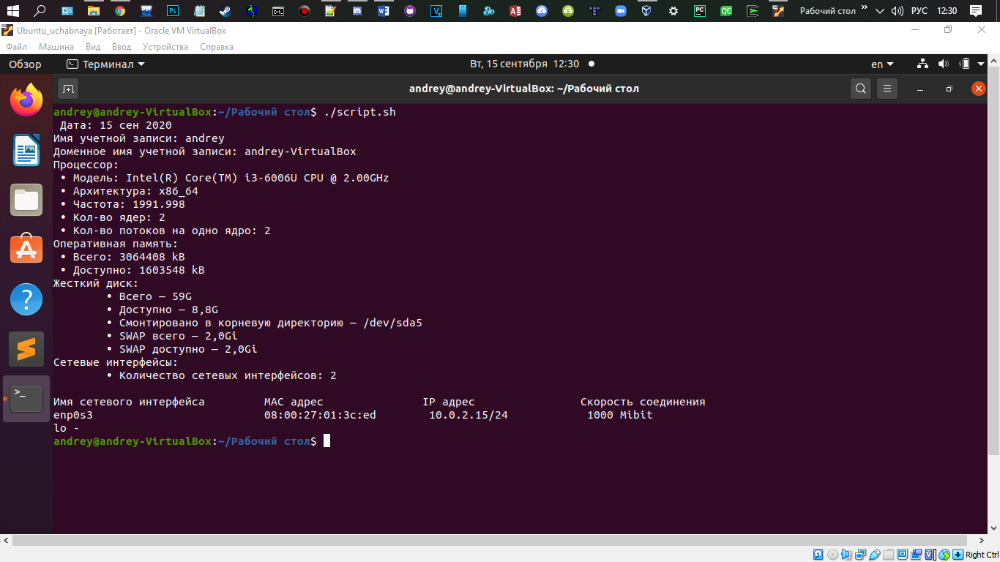 Рабочий стол » РУС 12:30
Ubuntu_uchabnaya [Работает] - Oracle VM VirtualBox
Файл Машина Вид Ввод Устройства Справка
Обзор Терминал Вт, 15 сентября 12:30 en
andrey@andrey-VirtualBox: ~/Рабочий стол
andrey@andrey-VirtualBox:~/Рабочий стол$ ./script.sh
Дата: 15 сен 2020
Имя учетной записи: andrey
Доменное имя учетной записи: andrey-VirtualBox
Процессор:
• Модель: Intel(R) Core(TM) i3-6006U CPU @ 2.00GHz
• Архитектура: x86_64
• Частота: 1991.998
• Кол-во ядер: 2
• Кол-во потоков на одно ядро: 2
Оперативная память:
• Всего: 3064408 kB
• Доступно: 1603548 kB
Жесткий диск:
• Всего — 59G
• Доступно — 8,8G
• Смонтировано в корневую директорию — /dev/sda5
• SWAP всего — 2,0Gi
• SWAP доступно — 2,0Gi
Сетевые интерфейсы:
• Количество сетевых интерфейсов: 2
Имя сетевого интерфейса MAC адрес IP адрес Скорость соединения
enp0s3 08:00:27:01:3c:ed 10.0.2.15/24 1000 Mibit
lo -
andrey@andrey-VirtualBox:~/Рабочий стол$
Right Ctrl